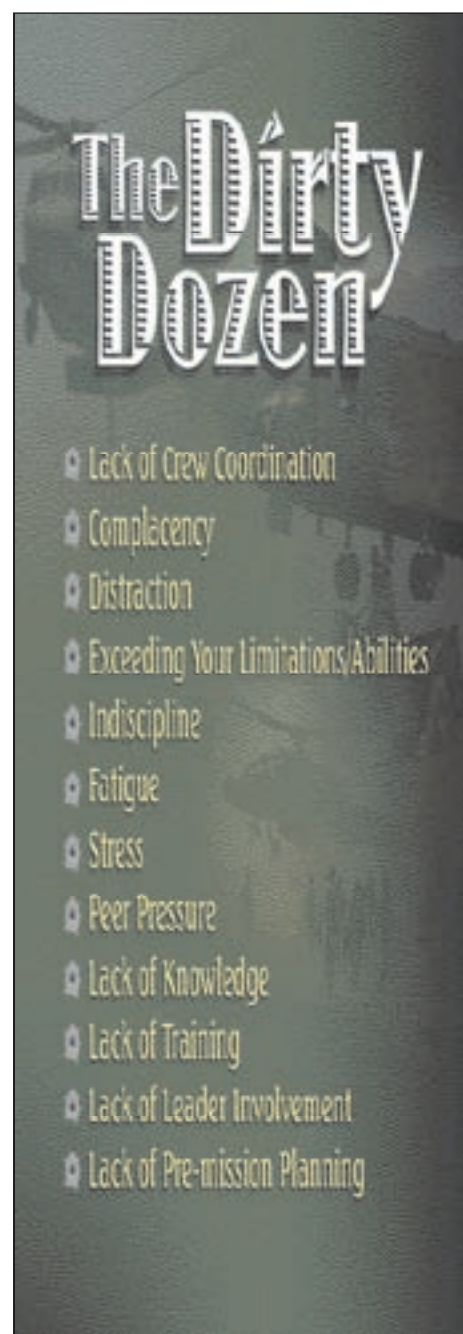 The Dirty
Dozen
Lack of Crew Coordination
Complacency
Distraction
Exceeding Your Limitations/Abilities
Indiscipline
Fatigue
Stress
Peer Pressure
Lack of Knowledge
Lack of Training
Lack of Leader Involvement
Lack of Pre-mission Planning